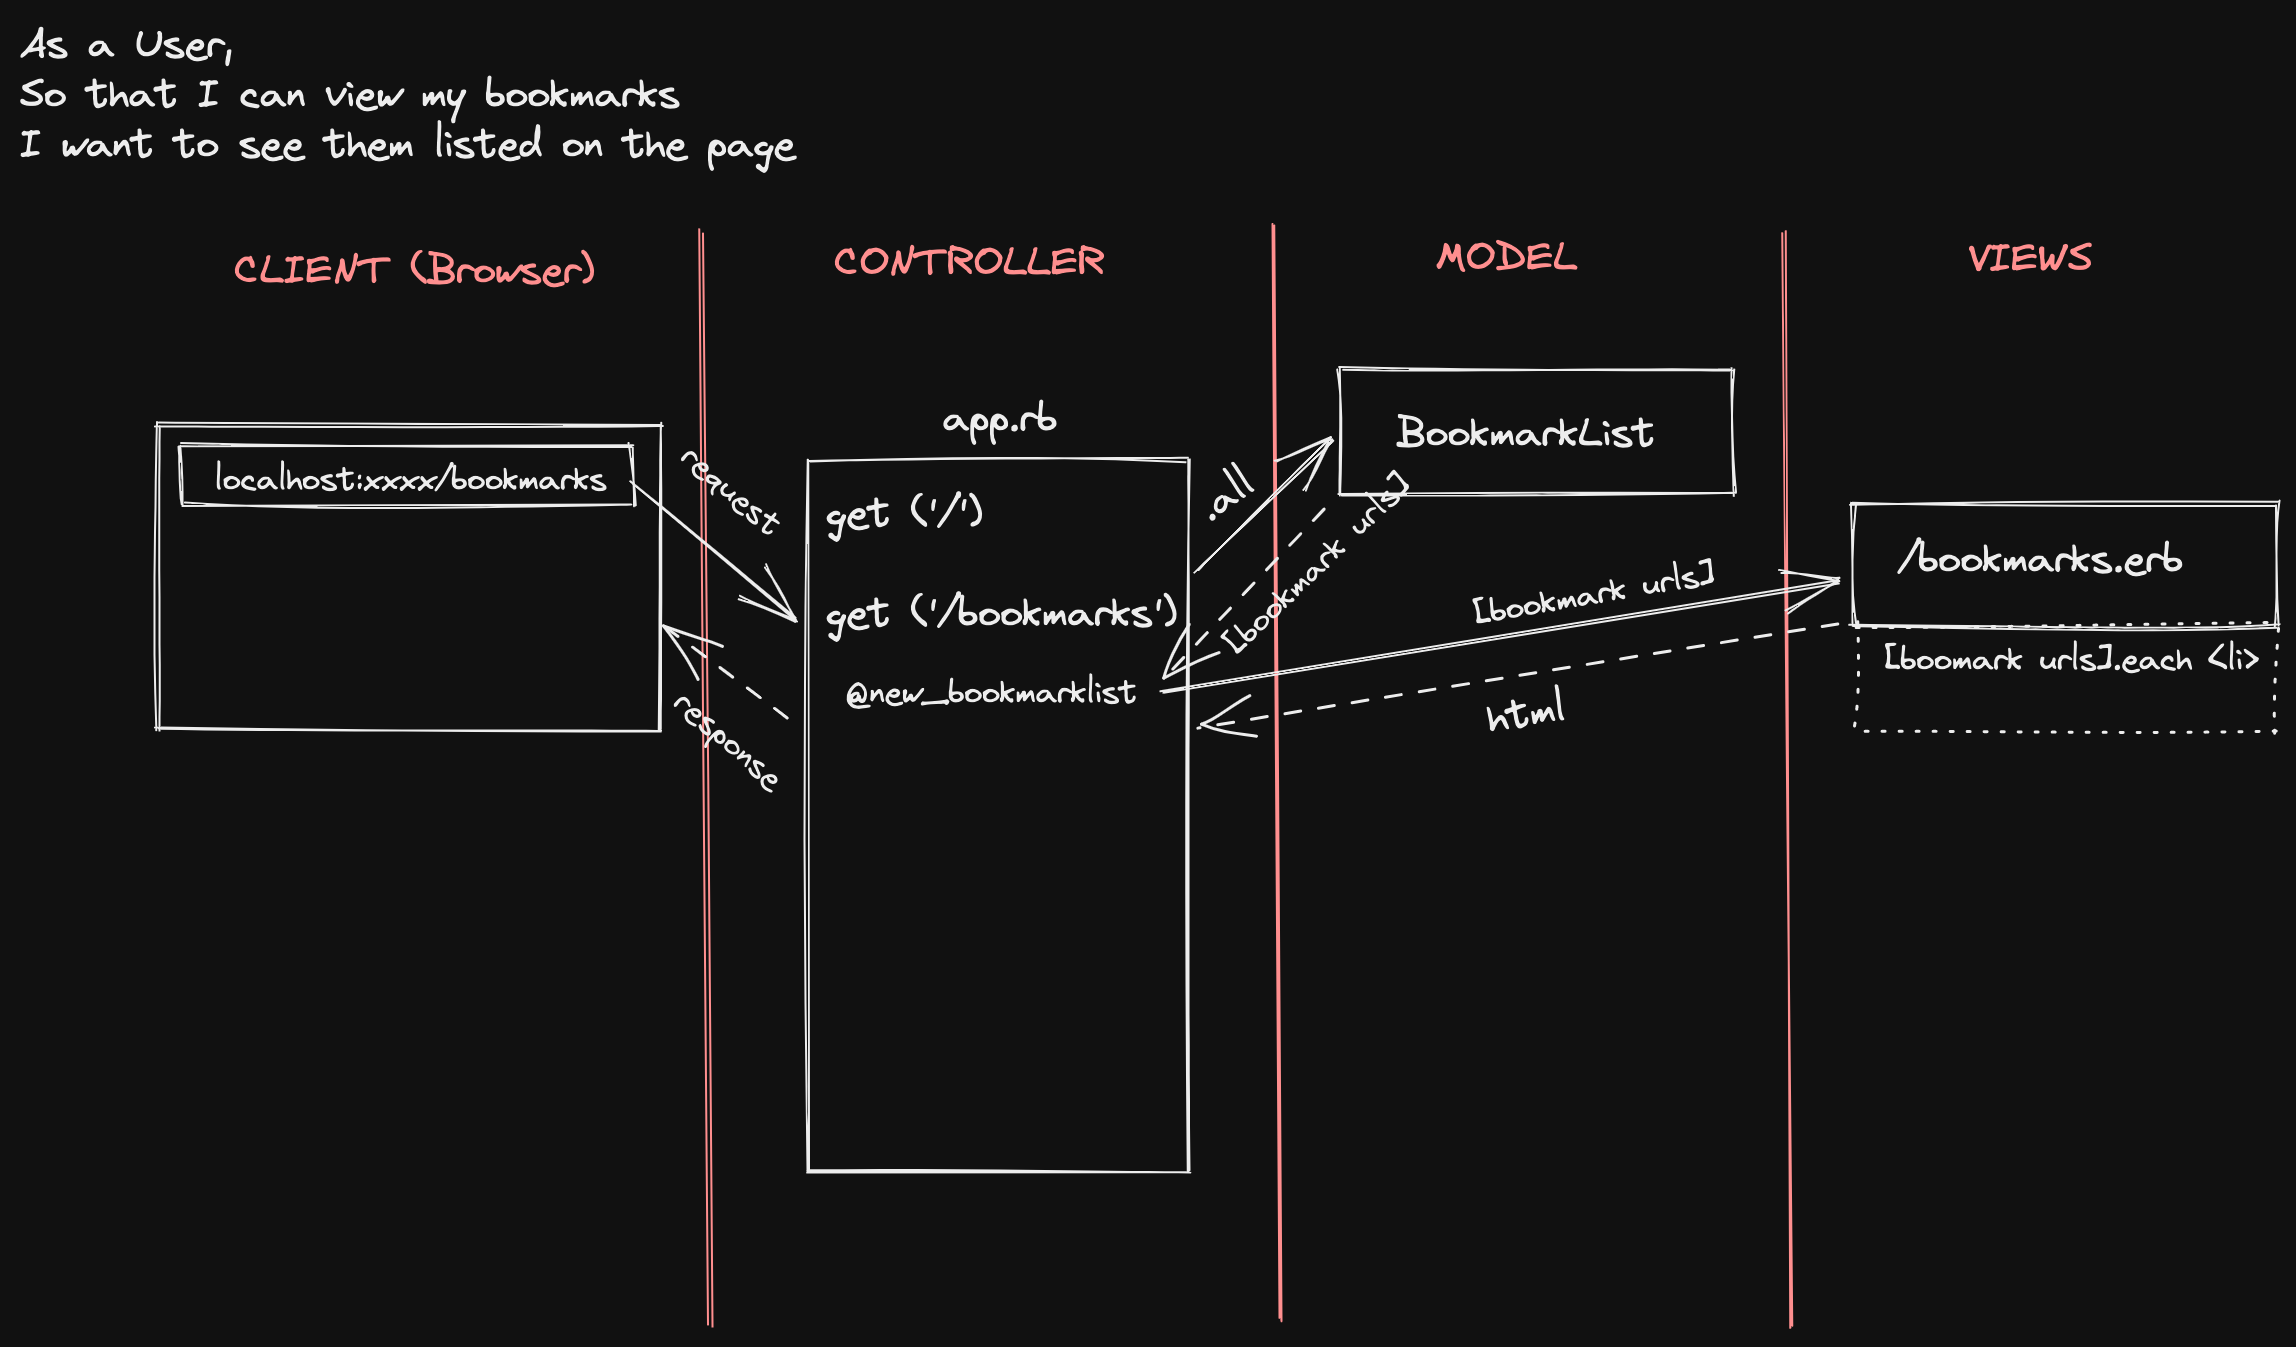 As a User,
So that I can view my bookmarks
I want to see them listed on the page
CLIENT (Browser)
CONTROLLER
MODEL
VIEWS
localhost:xxxx/bookmarks
request
response
app.rb
get ('/')
get ('/bookmarks')
@new_bookmarklist
.all
[bookmark urls]
BookmarkList
[bookmark urls]
html
/bookmarks.erb
[boomark urls].each <li>